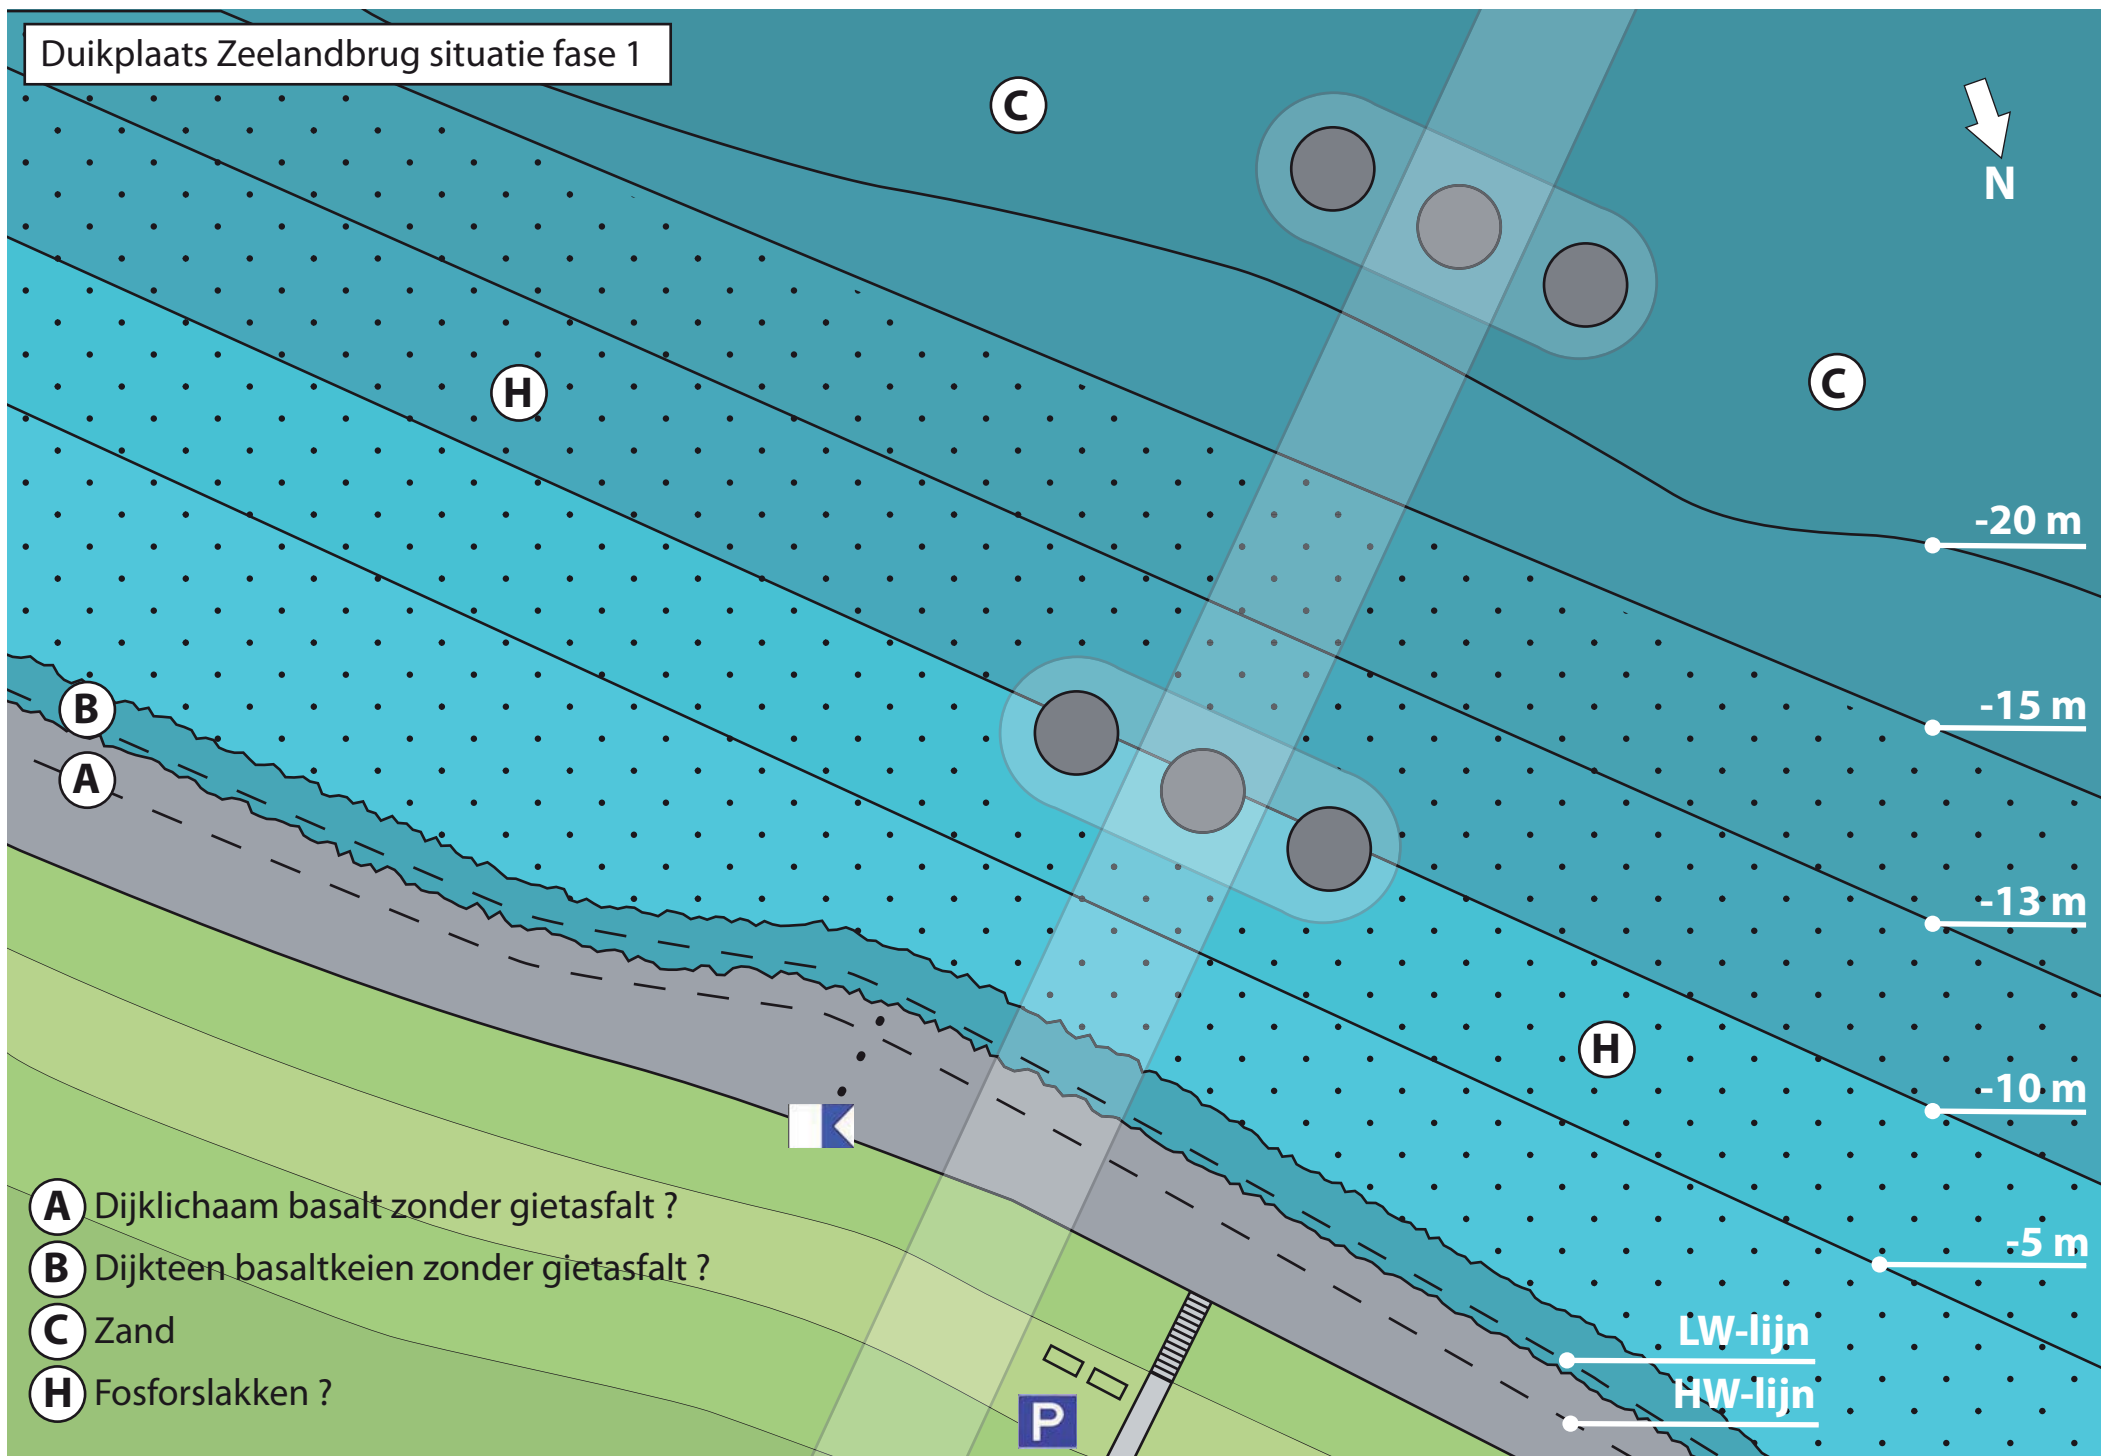 Duikplaats Zeelandbrug situatie fase 1
C
N
H
C
-20 m
-15 m
B
A
-13 m
H
-10 m
-5 m
A Dijklichaam basalt zonder gietasfalt ?
B Dijkteen basaltkeien zonder gietasfalt ?
C Zand
H Fosforslakken ?
LW-lijn
HW-lijn
P